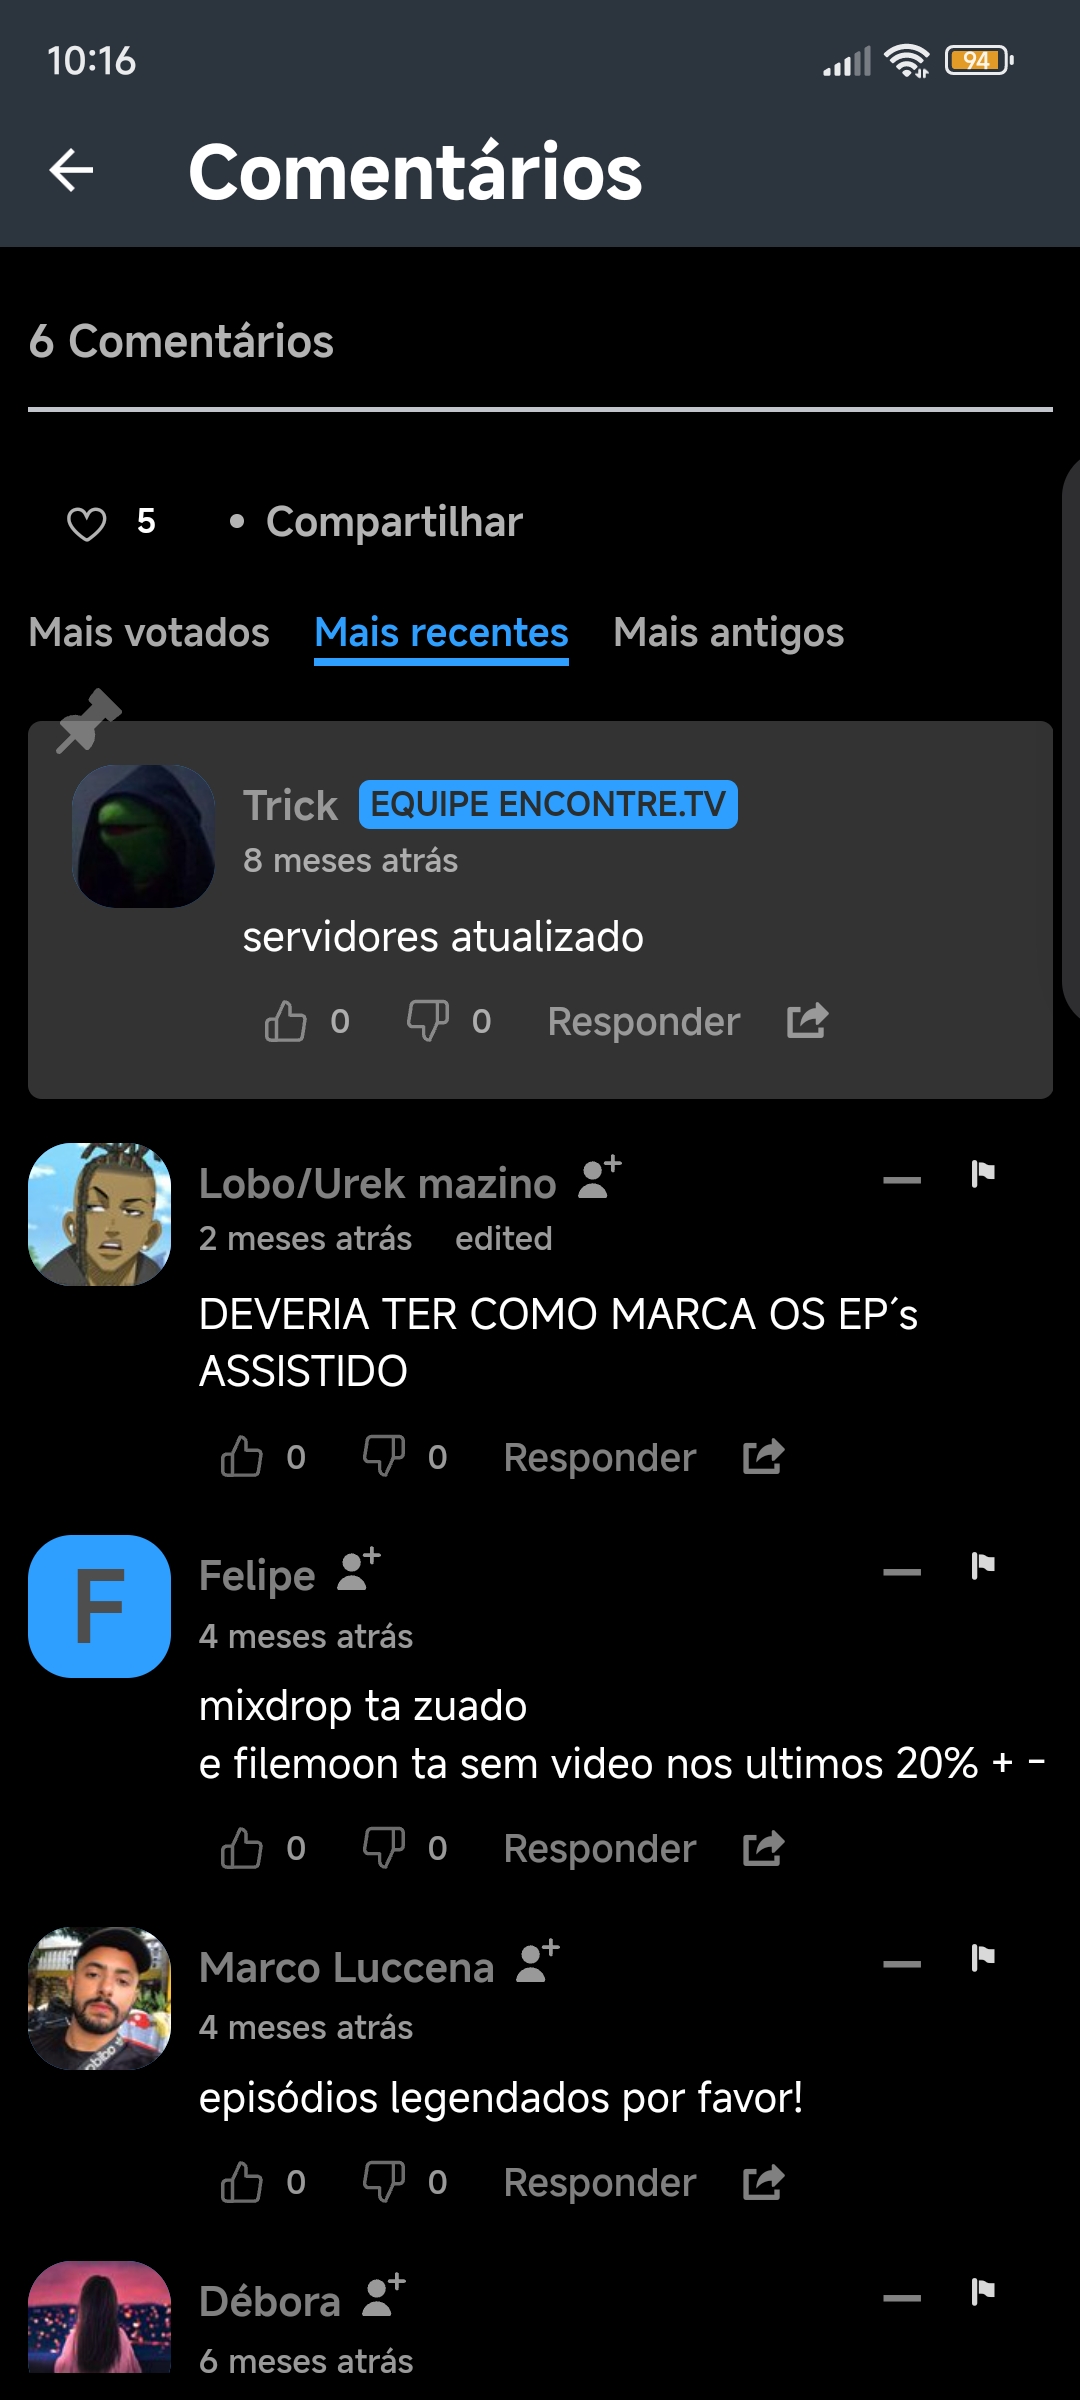 10:16
94
Comentários
6 Comentários
5 • Compartilhar
Mais votados Mais recentes Mais antigos
Trick EQUIPE ENCONTRE.TV
8 meses atrás
servidores atualizado
0 0 Responder
Lobo/Urek mazino
2 meses atrás edited
DEVERIA TER COMO MARCA OS EP´s
ASSISTIDO
0 0 Responder
F
Felipe
4 meses atrás
mixdrop ta zuado
e filemoon ta sem video nos ultimos 20% + -
0 0 Responder
Marco Luccena
4 meses atrás
episódios legendados por favor!
0 0 Responder
Débora
6 meses atrás